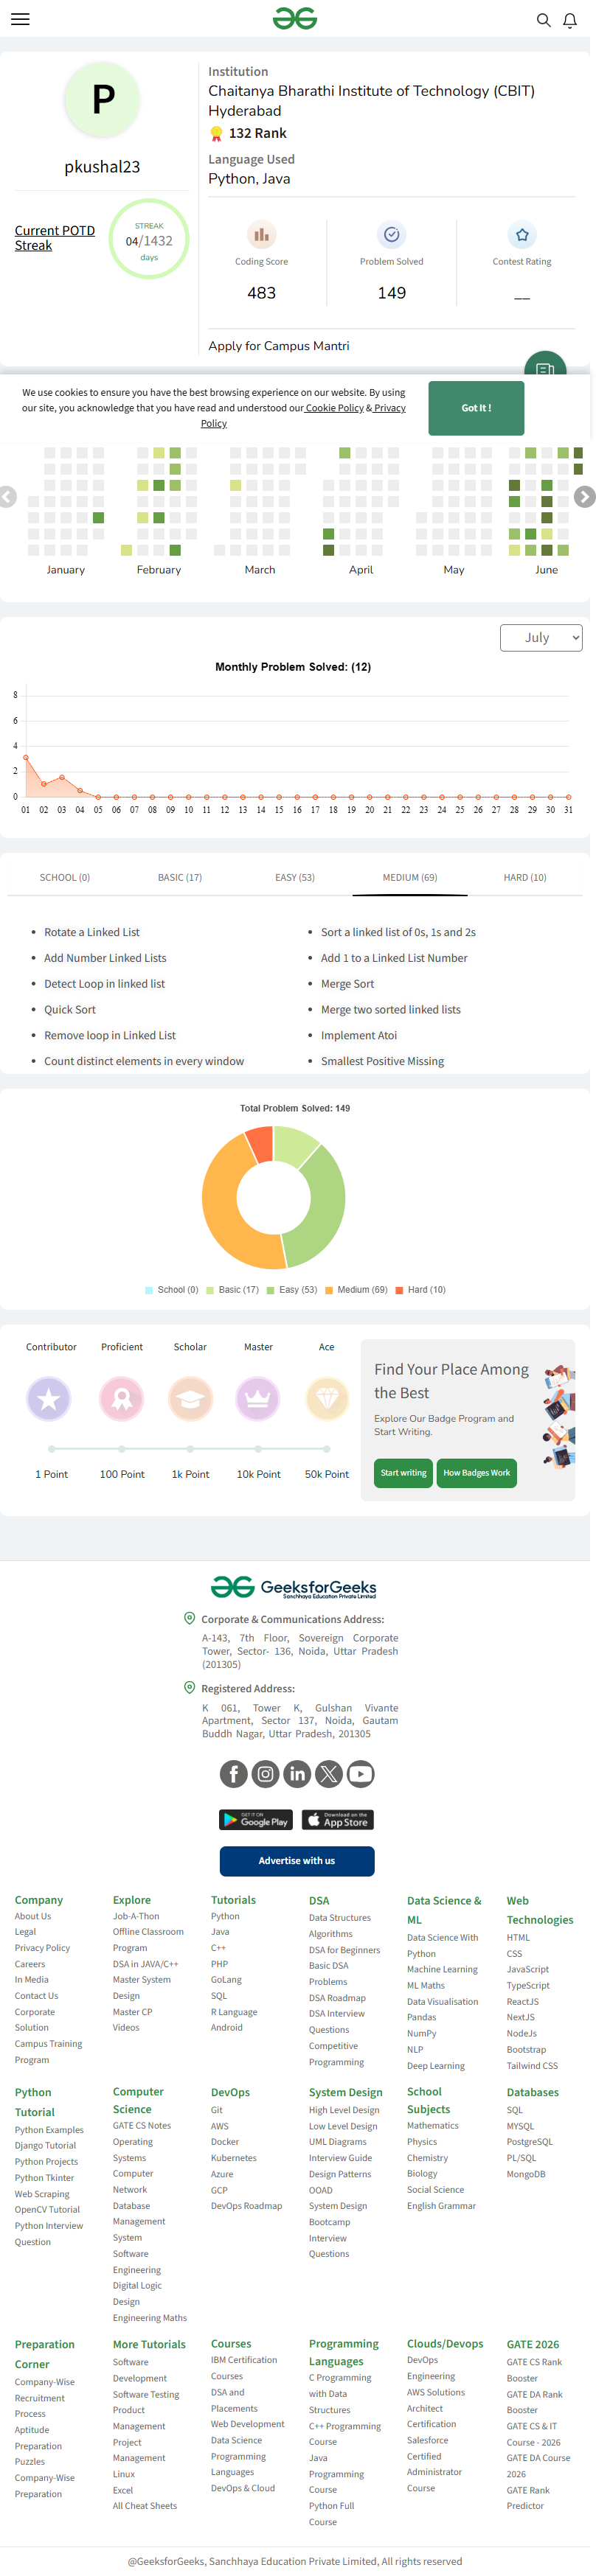 P
pkushal23
Current POTD
Streak
STREAK
04/1432
days
Institution
Chaitanya Bharathi Institute of Technology (CBIT)
Hyderabad
132 Rank
Language Used
Python, Java
Coding Score
Problem Solved
Contest Rating
483
149
__
Apply for Campus Mantri
We use cookies to ensure you have the best browsing experience on our website. By using
our site, you acknowledge that you have read and understood our Cookie Policy & Privacy
Policy
Got It !
January
February
March
April
May
June
July
Monthly Problem Solved: (12)
8
6
4
2
0
01 02 03 04 05 06 07 08 09 10 11 12 13 14 15 16 17 18 19 20 21 22 23 24 25 26 27 28 29 30 31
SCHOOL (0)
BASIC (17)
EASY (53)
MEDIUM (69)
HARD (10)
Rotate a Linked List
Sort a linked list of 0s, 1s and 2s
Add Number Linked Lists
Add 1 to a Linked List Number
Detect Loop in linked list
Merge Sort
Quick Sort
Merge two sorted linked lists
Remove loop in Linked List
Implement Atoi
Count distinct elements in every window
Smallest Positive Missing
Total Problem Solved: 149
School (0)
Basic (17)
Easy (53)
Medium (69)
Hard (10)
Contributor
Proficient
Scholar
Master
Ace
1 Point
100 Point
1k Point
10k Point
50k Point
Find Your Place Among
the Best
Explore Our Badge Program and
Start Writing.
Start writing
How Badges Work
GeeksforGeeks
Sanchhaya Education Private Limited
Corporate & Communications Address:
A-143, 7th Floor, Sovereign Corporate
Tower, Sector- 136, Noida, Uttar Pradesh
(201305)
Registered Address:
K 061, Tower K, Gulshan Vivante
Apartment, Sector 137, Noida, Gautam
Buddh Nagar, Uttar Pradesh, 201305
GET IT ON
Google Play
Download on the
App Store
Advertise with us
Company
About Us
Legal
Privacy Policy
Careers
In Media
Contact Us
Corporate
Solution
Campus Training
Program
Explore
Job-A-Thon
Offline Classroom
Program
DSA in JAVA/C++
Master System
Design
Master CP
Videos
Tutorials
Python
Java
C++
PHP
GoLang
SQL
R Language
Android
DSA
Data Structures
Algorithms
DSA for Beginners
Basic DSA
Problems
DSA Roadmap
DSA Interview
Questions
Competitive
Programming
Data Science &
ML
Data Science With
Python
Machine Learning
ML Maths
Data Visualisation
Pandas
NumPy
NLP
Deep Learning
Web
Technologies
HTML
CSS
JavaScript
TypeScript
ReactJS
NextJS
NodeJs
Bootstrap
Tailwind CSS
Python
Tutorial
Python Examples
Django Tutorial
Python Projects
Python Tkinter
Web Scraping
OpenCV Tutorial
Python Interview
Question
Computer
Science
GATE CS Notes
Operating
Systems
Computer
Network
Database
Management
System
Software
Engineering
Digital Logic
Design
Engineering Maths
DevOps
Git
AWS
Docker
Kubernetes
Azure
GCP
DevOps Roadmap
System Design
High Level Design
Low Level Design
UML Diagrams
Interview Guide
Design Patterns
OOAD
System Design
Bootcamp
Interview
Questions
School
Subjects
Mathematics
Physics
Chemistry
Biology
Social Science
English Grammar
Databases
SQL
MYSQL
PostgreSQL
PL/SQL
MongoDB
Preparation
Corner
Company-Wise
Recruitment
Process
Aptitude
Preparation
Puzzles
Company-Wise
Preparation
More Tutorials
Software
Development
Software Testing
Product
Management
Project
Management
Linux
Excel
All Cheat Sheets
Courses
IBM Certification
Courses
DSA and
Placements
Web Development
Data Science
Programming
Languages
DevOps & Cloud
Programming
Languages
C Programming
with Data
Structures
C++ Programming
Course
Java
Programming
Course
Python Full
Course
Clouds/Devops
DevOps
Engineering
AWS Solutions
Architect
Certification
Salesforce
Certified
Administrator
Course
GATE 2026
GATE CS Rank
Booster
GATE DA Rank
Booster
GATE CS & IT
Course - 2026
GATE DA Course
2026
GATE Rank
Predictor
@GeeksforGeeks, Sanchhaya Education Private Limited, All rights reserved